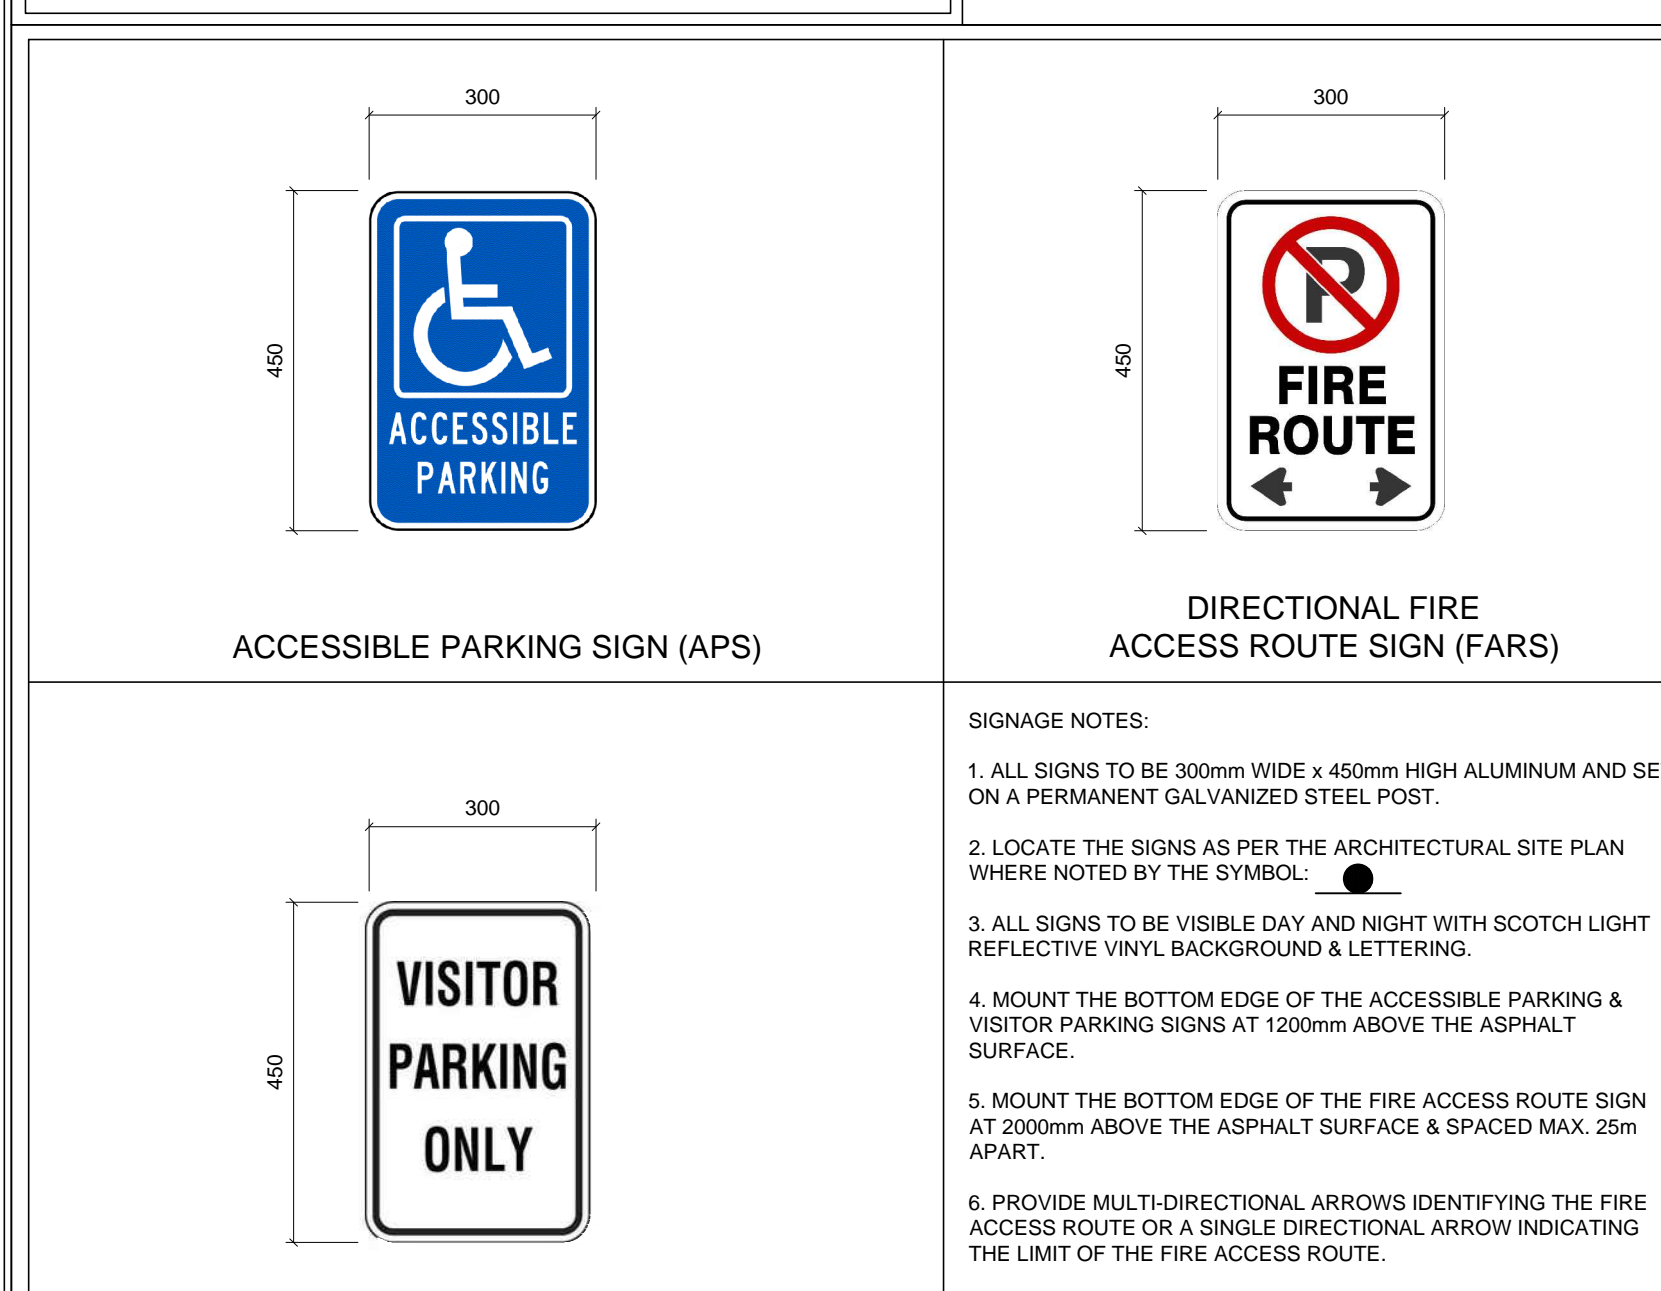 300
450
ACCESSIBLE
PARKING
ACCESSIBLE PARKING SIGN (APS)
300
450
P
FIRE
ROUTE
DIRECTIONAL FIRE
ACCESS ROUTE SIGN (FARS)
300
450
VISITOR
PARKING
ONLY
SIGNAGE NOTES:
1. ALL SIGNS TO BE 300mm WIDE x 450mm HIGH ALUMINUM AND SE
ON A PERMANENT GALVANIZED STEEL POST.
2. LOCATE THE SIGNS AS PER THE ARCHITECTURAL SITE PLAN
WHERE NOTED BY THE SYMBOL:
3. ALL SIGNS TO BE VISIBLE DAY AND NIGHT WITH SCOTCH LIGHT
REFLECTIVE VINYL BACKGROUND & LETTERING.
4. MOUNT THE BOTTOM EDGE OF THE ACCESSIBLE PARKING &
VISITOR PARKING SIGNS AT 1200mm ABOVE THE ASPHALT
SURFACE.
5. MOUNT THE BOTTOM EDGE OF THE FIRE ACCESS ROUTE SIGN
AT 2000mm ABOVE THE ASPHALT SURFACE & SPACED MAX. 25m
APART.
6. PROVIDE MULTI-DIRECTIONAL ARROWS IDENTIFYING THE FIRE
ACCESS ROUTE OR A SINGLE DIRECTIONAL ARROW INDICATING
THE LIMIT OF THE FIRE ACCESS ROUTE.